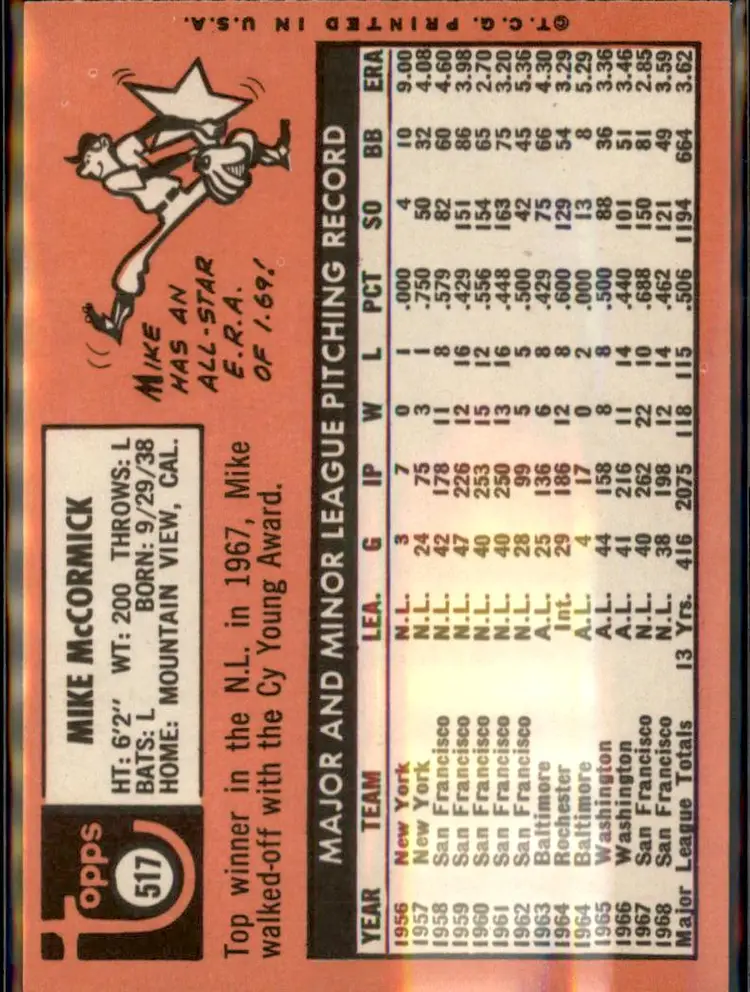 topps
517
MIKE McCORMICK
HT: 6'2" WT: 200 THROWS: L
BATS: L BORN: 9/29/38
HOME: MOUNTAIN VIEW, CAL.
Top winner in the N.L. in 1967, Mike
walked-off with the Cy Young Award.
MIKE
HAS AN
ALL-STAR
E.R.A.
OF 1.69!
MAJOR AND MINOR LEAGUE PITCHING RECORD
YEAR TEAM LEA. G IP W L PCT SO BB ERA
1956 New York N.L. 3 7 0 1 .000 4 10 9.00
1957 New York N.L. 24 75 3 1 .750 50 32 4.08
1958 San Francisco N.L. 42 178 11 8 .579 82 60 4.60
1959 San Francisco N.L. 47 226 12 16 .429 151 86 3.98
1960 San Francisco N.L. 40 253 15 12 .556 154 65 2.70
1961 San Francisco N.L. 40 250 13 16 .448 163 75 3.20
1962 San Francisco N.L. 28 99 5 5 .500 42 45 5.36
1963 Baltimore A.L. 25 136 6 8 .429 75 66 4.30
1964 Rochester Int. 29 186 12 8 .600 129 54 3.29
1964 Baltimore A.L. 4 17 0 2 .000 13 8 5.29
1965 Washington A.L. 44 158 8 8 .500 88 36 3.36
1966 Washington A.L. 41 216 11 14 .440 101 51 3.46
1967 San Francisco N.L. 40 262 22 10 .688 150 81 2.85
1968 San Francisco N.L. 38 198 12 14 .462 121 49 3.59
Major League Totals 13 Yrs. 416 2075 118 115 .506 1194 664 3.62
©T.C.G. PRINTED IN U.S.A.